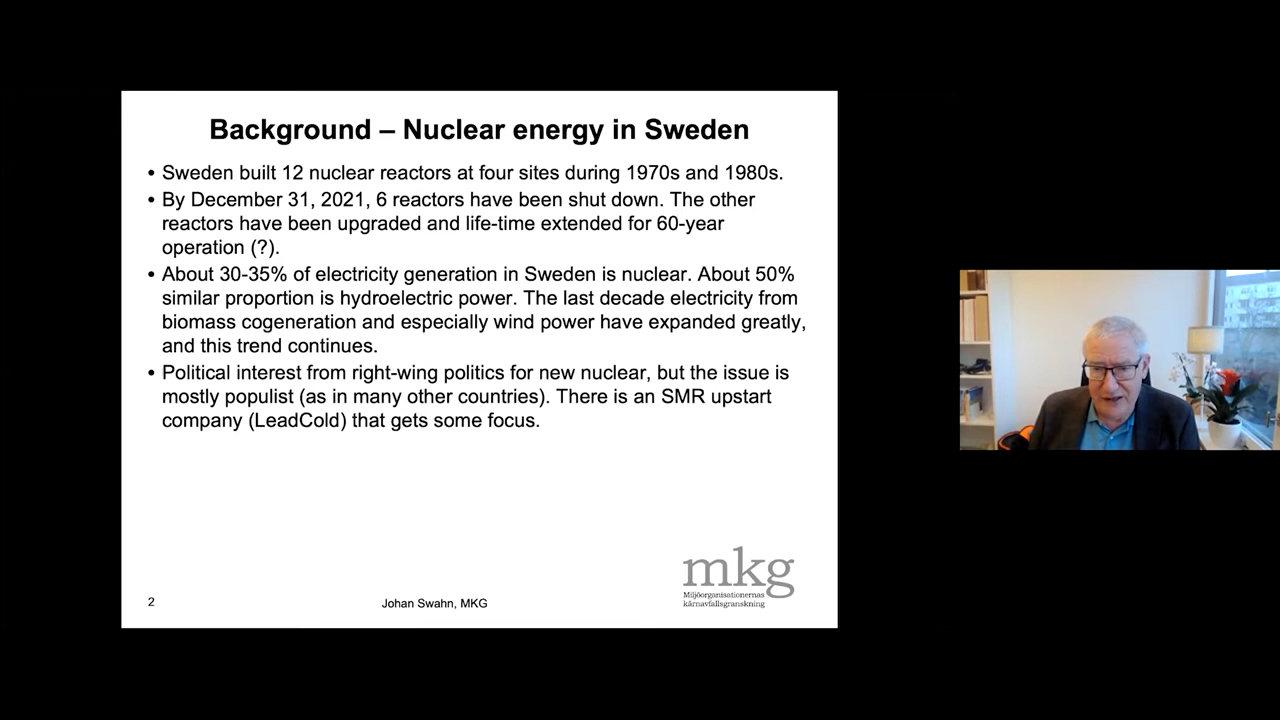 Background – Nuclear energy in Sweden
• Sweden built 12 nuclear reactors at four sites during 1970s and 1980s.
• By December 31, 2021, 6 reactors have been shut down. The other
reactors have been upgraded and life-time extended for 60-year
operation (?).
• About 30-35% of electricity generation in Sweden is nuclear. About 50%
similar proportion is hydroelectric power. The last decade electricity from
biomass cogeneration and especially wind power have expanded greatly,
and this trend continues.
• Political interest from right-wing politics for new nuclear, but the issue is
mostly populist (as in many other countries). There is an SMR upstart
company (LeadCold) that gets some focus.
mkg
Miljöorganisationernas
kärnavfallsgranskning
2
Johan Swahn, MKG